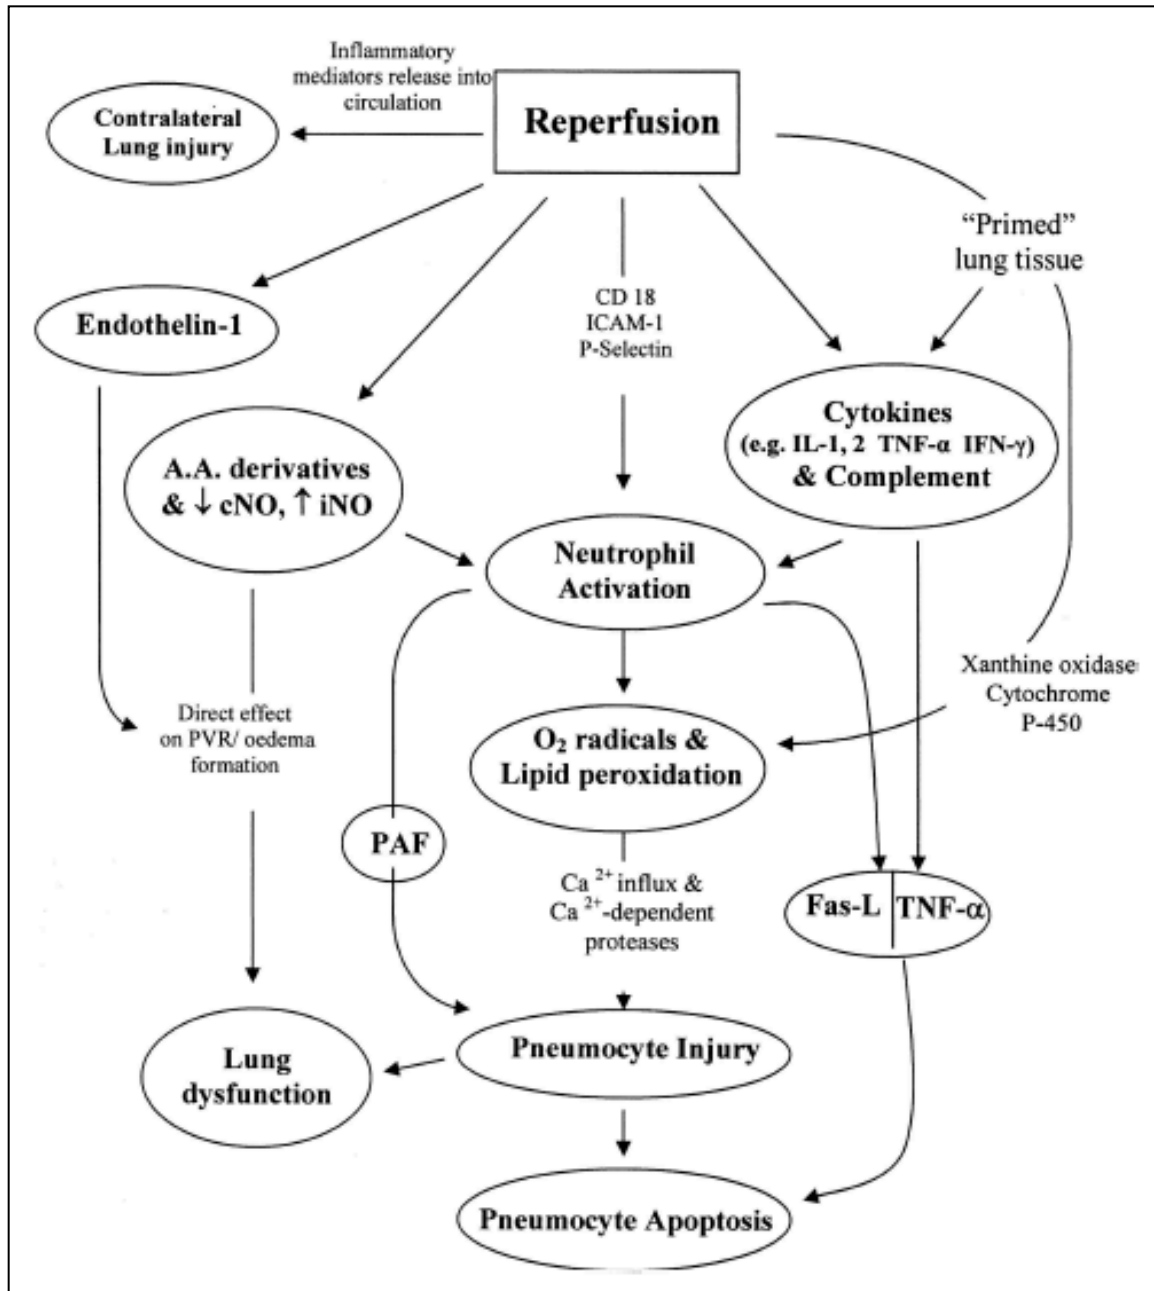 Inflammatory
mediators release into
circulation
Reperfusion
Contralateral
Lung injury
"Primed"
lung tissue
Endothelin-1
CD 18
ICAM-1
P-Selectin
Cytokines
(e.g. IL-1, 2 TNF-α IFN-γ)
& Complement
A.A. derivatives
& ↓ cNO, ↑ iNO
Neutrophil
Activation
Xanthine oxidase
Cytochrome
P-450
Direct effect
on PVR/ oedema
formation
O₂ radicals &
Lipid peroxidation
PAF
Ca ²⁺ influx &
Ca ²⁺-dependent
proteases
Fas-L TNF-α
Pneumocyte Injury
Lung
dysfunction
Pneumocyte Apoptosis